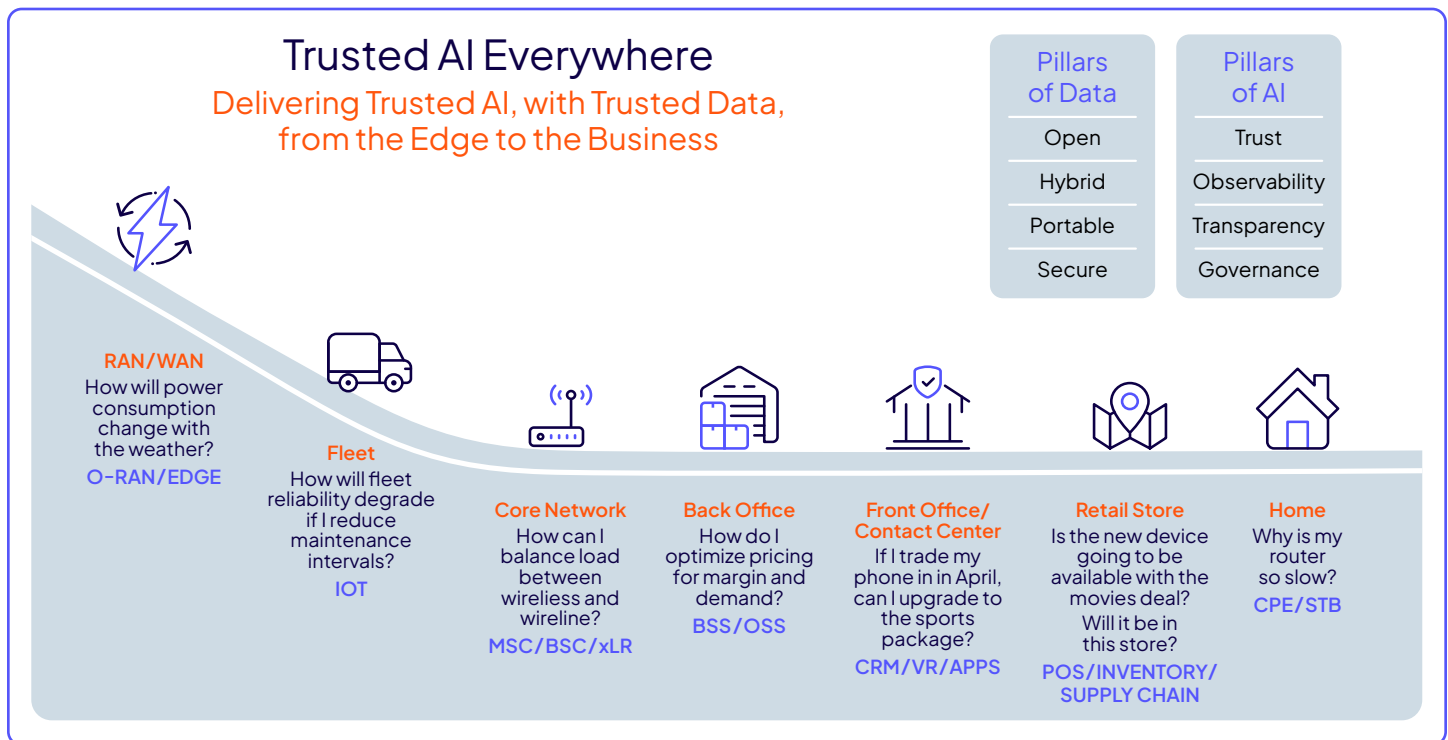 Trusted AI Everywhere
Delivering Trusted AI, with Trusted Data,
from the Edge to the Business
Pillars
of Data
Open
Hybrid
Portable
Secure
Pillars
of AI
Trust
Observability
Transparency
Governance
RAN/WAN
How will power
consumption
change with
the weather?
O-RAN/EDGE
Fleet
How will fleet
reliability degrade
if I reduce
maintenance
intervals?
IOT
Core Network
How can I
balance load
between
wireliess and
wireline?
MSC/BSC/xLR
Back Office
How do I
optimize pricing
for margin and
demand?
BSS/OSS
Front Office/
Contact Center
If I trade my
phone in in April,
can I upgrade to
the sports
package?
CRM/VR/APPS
Retail Store
Is the new device
going to be
available with the
movies deal?
Will it be in
this store?
POS/INVENTORY/
SUPPLY CHAIN
Home
Why is my
router
so slow?
CPE/STB